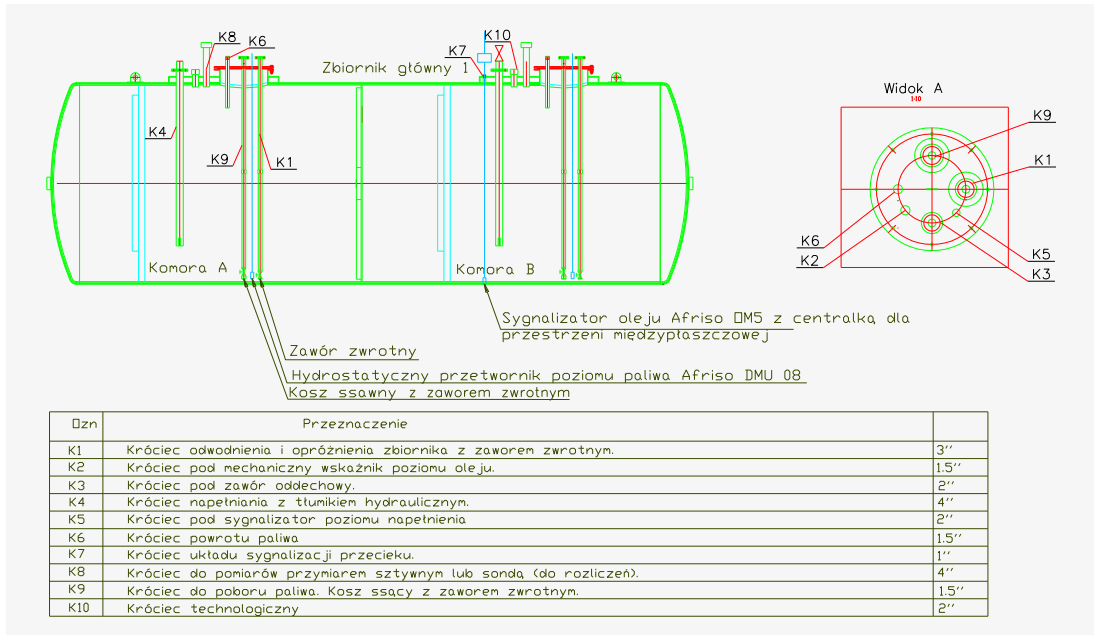 K8
K6
K7
K10
Zbiornik główny 1
K4
K9
K1
Komora A
Komora B
Widok A
1-10
K9
K1
K6
K2
K5
K3
Sygnalizator oleju Afriso □M5 z centralką dla
przestrzeni międzypłaszczowej
Zawór zwrotny
Hydrostatyczny przetwornik poziomu paliwa Afriso DMU 08
Kosz ssawny z zaworem zwrotnym
□zn Przeznaczenie
K1 Króciec odwodnienia i opróżnienia zbiornika z zaworem zwrotnym. 3''
K2 Króciec pod mechaniczny wskaźnik poziomu oleju. 1.5''
K3 Króciec pod zawór oddechowy. 2''
K4 Króciec napełniania z tłumikiem hydraulicznym. 4''
K5 Króciec pod sygnalizator poziomu napełnienia 2''
K6 Króciec powrotu paliwa 1.5''
K7 Króciec układu sygnalizacji przecieku. 1''
K8 Króciec do pomiarów przymiarem sztywnym lub sondą (do rozliczeń). 4''
K9 Króciec do poboru paliwa. Kosz ssący z zaworem zwrotnym. 1.5''
K10 Króciec technologiczny 2''